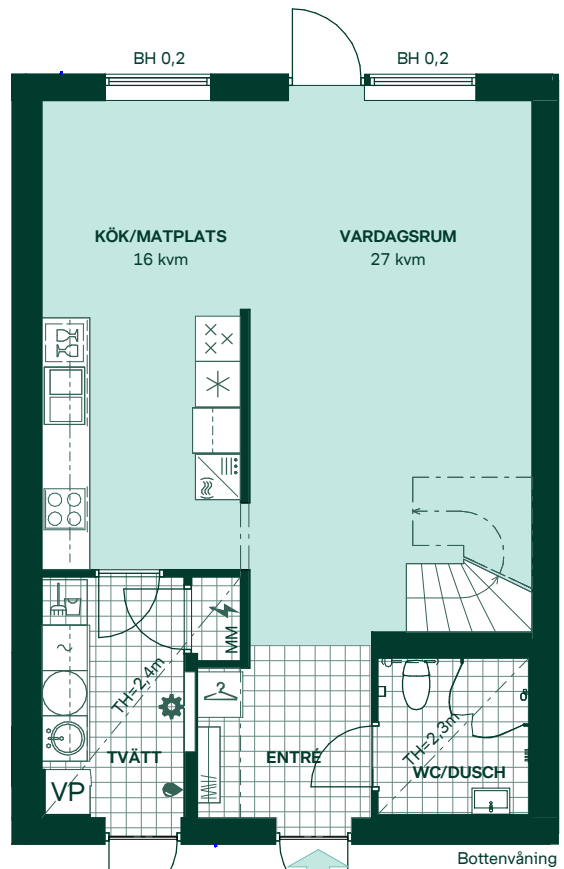 BH 0,2
BH 0,2
KÖK/MATPLATS
16 kvm
VARDAGSRUM
27 kvm
MM
TH=2,4m
TH=2,3m
TVÄTT
ENTRÉ
WC/DUSCH
VP
Bottenvåning